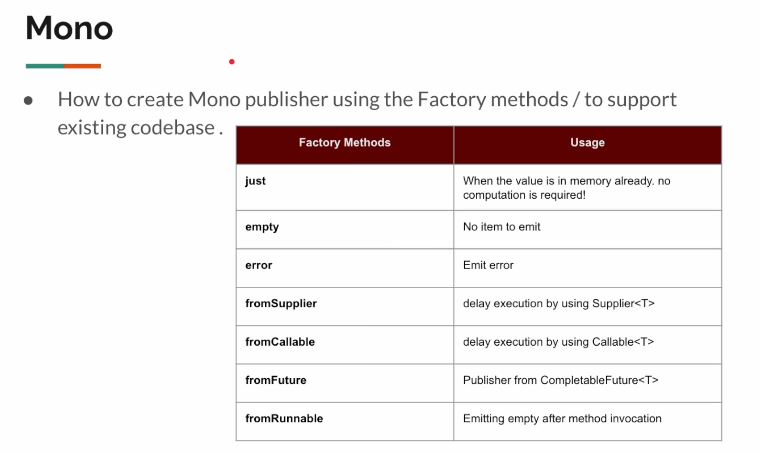 Mono
● How to create Mono publisher using the Factory methods / to support
existing codebase .
Factory Methods Usage
just When the value is in memory already. no
computation is required!
empty No item to emit
error Emit error
fromSupplier delay execution by using Supplier<T>
fromCallable delay execution by using Callable<T>
fromFuture Publisher from CompletableFuture<T>
fromRunnable Emitting empty after method invocation